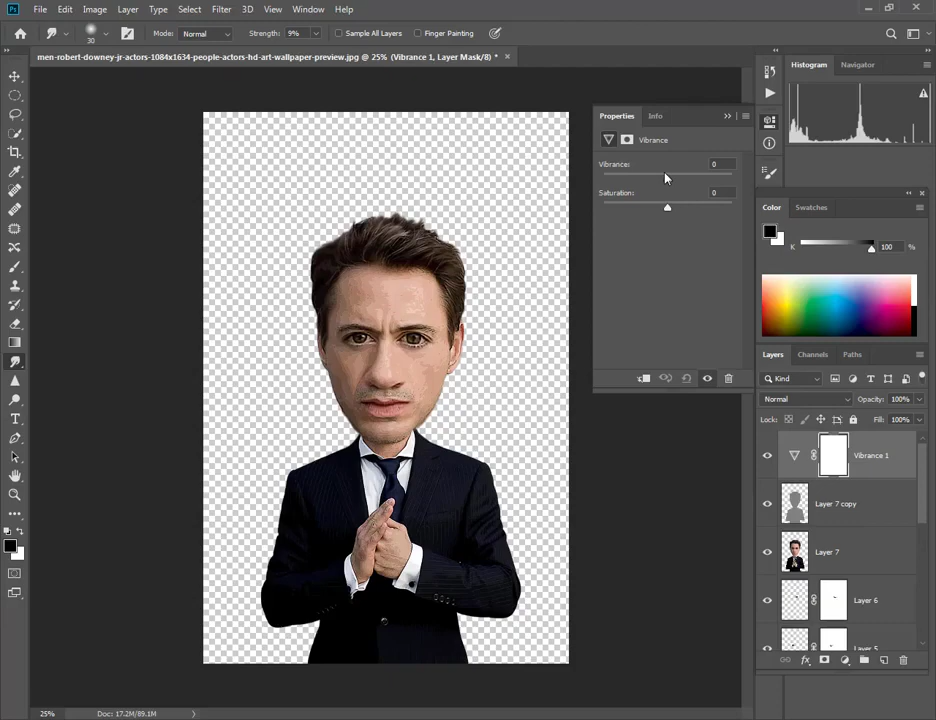 Ps File Edit Image Layer Type Select Filter 3D View Window Help
30 Mode: Normal Strength: 9% Sample All Layers Finger Painting
men-robert-downey-jr-actors-1084x1634-people-actors-hd-art-wallpaper-preview.jpg @ 25% (Vibrance 1, Layer Mask/8) *
Histogram Navigator
Properties Info
Vibrance
Vibrance: 0
Saturation: 0
Color Swatches
K 100 %
Layers Channels Paths
Kind
Normal Opacity: 100%
Lock: Fill: 100%
Vibrance 1
Layer 7 copy
Layer 7
Layer 6
Layer 5
fx
25% Doc: 17.2M/89.1M